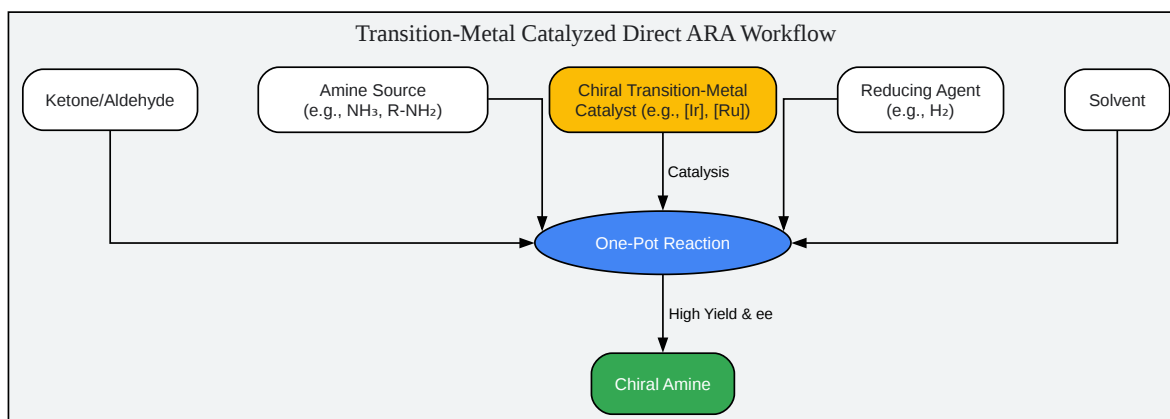 Transition-Metal Catalyzed Direct ARA Workflow
Ketone/Aldehyde
Amine Source
(e.g., NH₃, R-NH₂)
Chiral Transition-Metal
Catalyst (e.g., [Ir], [Ru])
Reducing Agent
(e.g., H₂)
Solvent
Catalysis
One-Pot Reaction
High Yield & ee
Chiral Amine